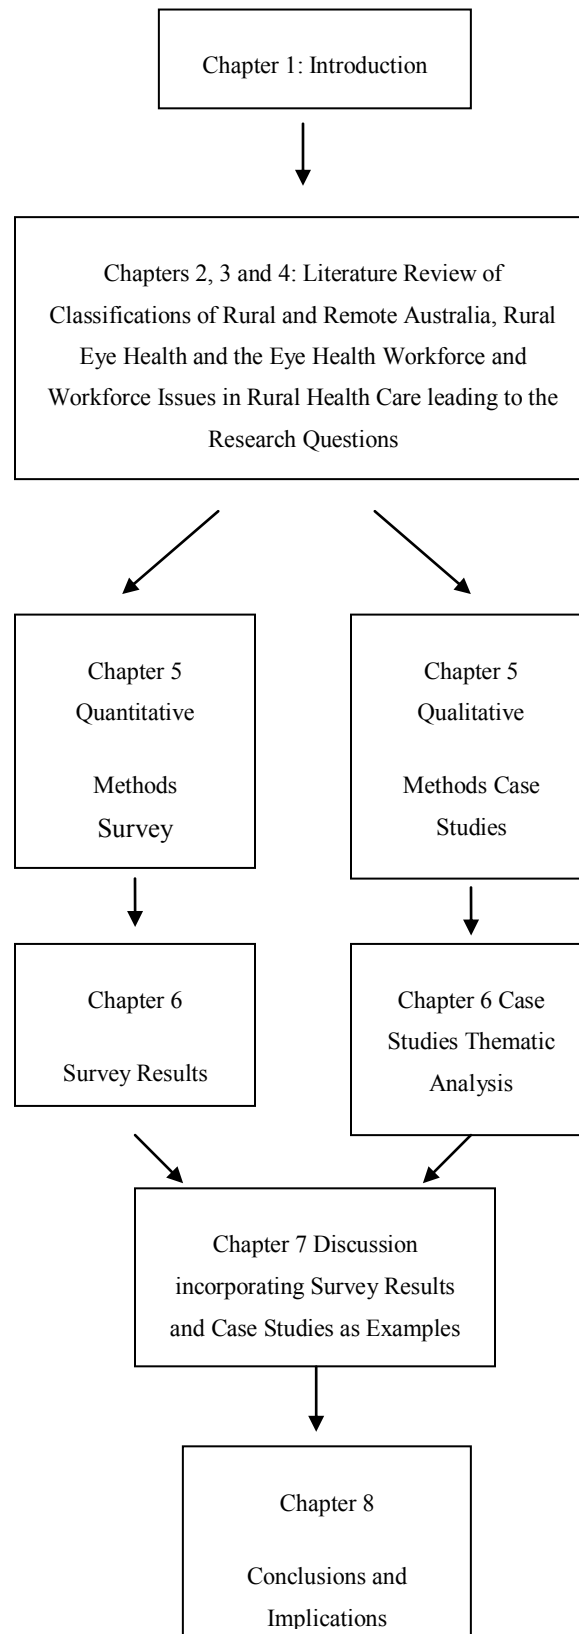 Chapter 1: Introduction
Chapters 2, 3 and 4: Literature Review of
Classifications of Rural and Remote Australia, Rural
Eye Health and the Eye Health Workforce and
Workforce Issues in Rural Health Care leading to the
Research Questions
Chapter 5
Quantitative
Methods
Survey
Chapter 5
Qualitative
Methods Case
Studies
Chapter 6
Survey Results
Chapter 6 Case
Studies Thematic
Analysis
Chapter 7 Discussion
incorporating Survey Results
and Case Studies as Examples
Chapter 8
Conclusions and
Implications